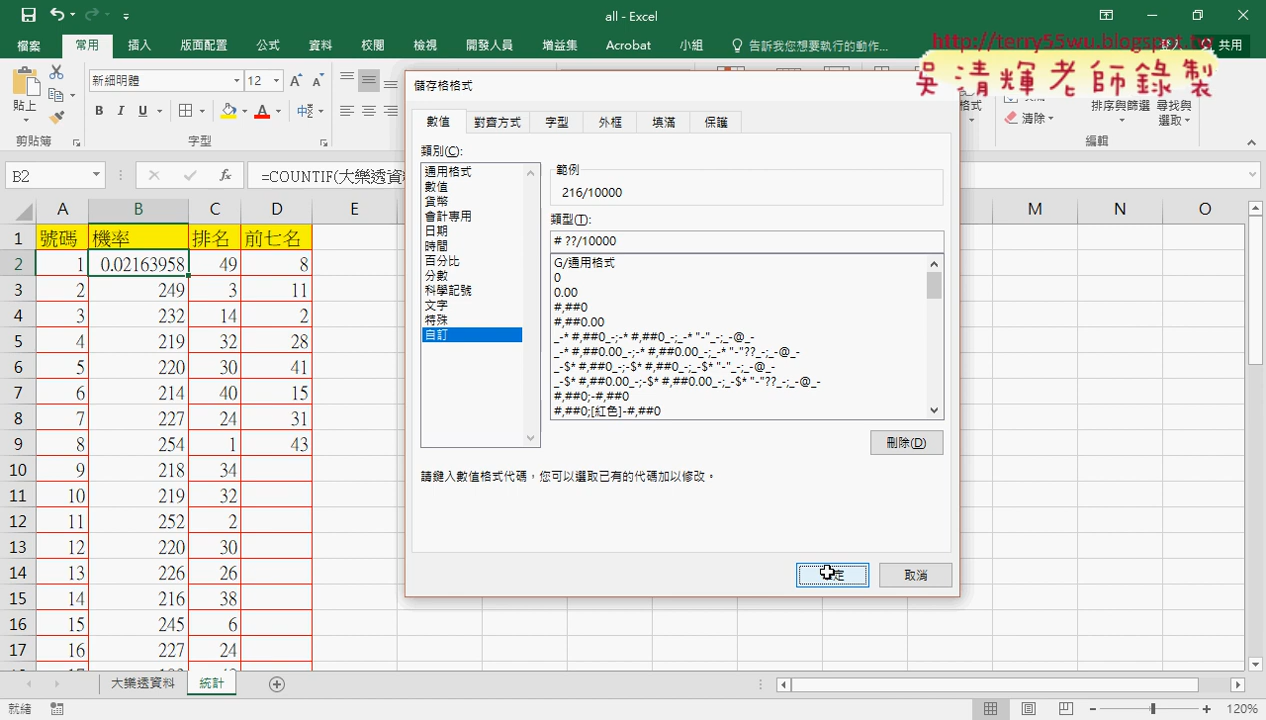 all - Excel
檔案 常用 插入 版面配置 公式 資料 校閱 檢視 開發人員 增益集 Acrobat 小組 告訴我您想要執行的動作... 共用
http://terry55wu.blogspot.
吳清輝老師錄製
貼上 新細明體 12 A A
B I U A 清除 排序與篩選 尋找與
選取
剪貼簿 字型 編輯
B2 fx =COUNTIF(大樂透資
A B C D E M N O
1 號碼 機率 排名 前七名
2 1 0.02163958 49 8
3 2 249 3 11
4 3 232 14 2
5 4 219 32 28
6 5 220 30 41
7 6 214 40 15
8 7 227 24 31
9 8 254 1 43
10 9 218 34
11 10 219 32
12 11 252 2
13 12 220 30
14 13 226 26
15 14 216 38
16 15 245 6
17 16 227 24
儲存格格式
數值 對齊方式 字型 外框 填滿 保護
類別(C):
通用格式
數值
貨幣
會計專用
日期
時間
百分比
分數
科學記號
文字
特殊
自訂
範例
216/10000
類型(T):
# ??/10000
G/通用格式
0
0.00
#,##0
#,##0.00
_-* #,##0_-;-* #,##0_-;_-* "-"_-;_-@_-
_-* #,##0.00_-;-* #,##0.00_-;_-* "-"??_-;_-@_-
_-$* #,##0_-;-$* #,##0_-;_-$* "-"_-;_-@_-
_-$* #,##0.00_-;-$* #,##0.00_-;_-$* "-"??_-;_-@_-
#,##0;-#,##0
#,##0;[紅色]-#,##0
刪除(D)
請鍵入數值格式代碼，您可以選取已有的代碼加以修改。
取消
大樂透資料 統計
就緒 120%